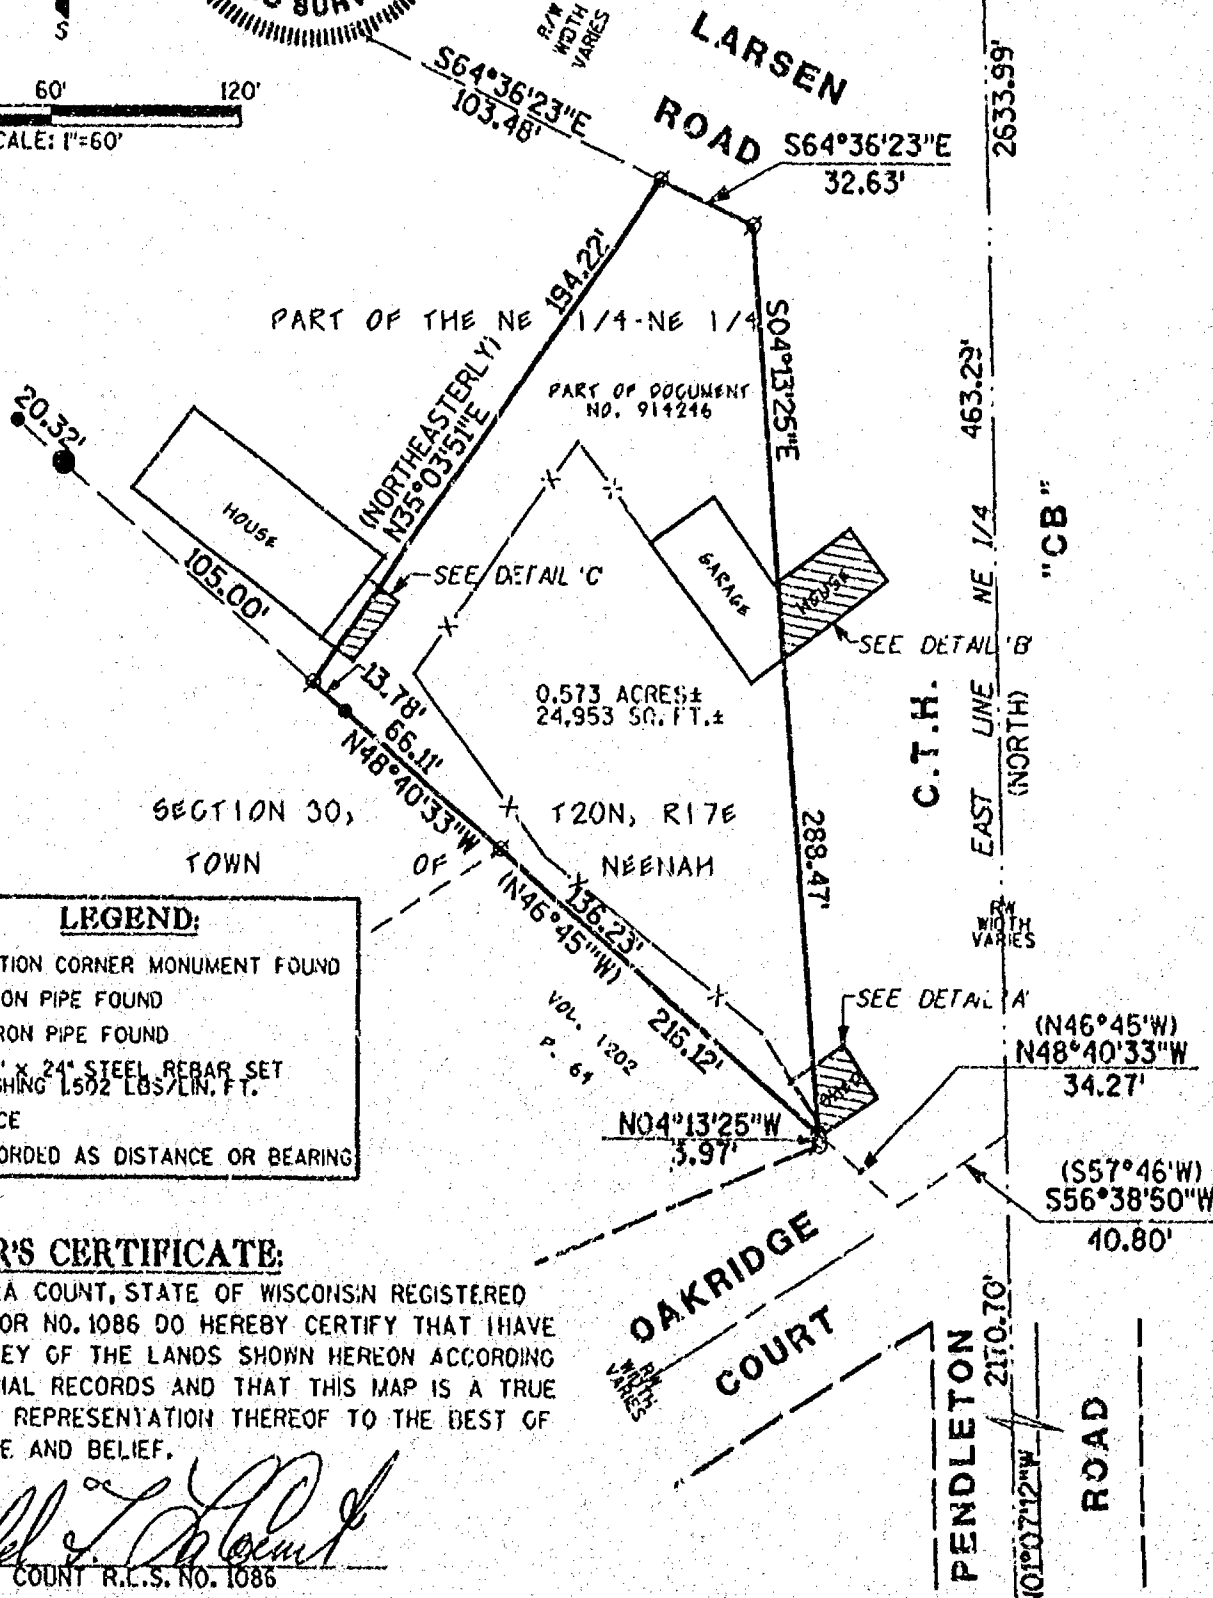 S
60' 120'
SCALE: 1"=60'
R/W
WIDTH
VARIES
LARSEN
ROAD
S64°36'23"E
103.48'
S64°36'23"E
32.63'
2633.99'
194.22'
(NORTHEASTERLY)
N35°03'51"E
PART OF THE NE 1/4-NE 1/4
PART OF DOCUMENT
NO. 914246
S04°13'25"E
463.29'
20.32'
HOUSE
105.00'
SEE DETAIL 'C'
GARAGE
HOUSE
SEE DETAIL 'B'
"CB"
C.T.H.
EAST LINE NE 1/4
(NORTH)
13.78'
66.11'
N48°40'33"W
0.573 ACRES±
24,953 SQ. FT.±
SECTION 30, T20N, R17E
TOWN OF NEENAH
288.47'
136.23'
(N46°45'"W)
216.12'
VOL. 1202
P. 64
RW
WIDTH
VARIES
SEE DETAIL 'A'
(N46°45'W)
N48°40'33"W
34.27'
N04°13'25"W
3.97'
(S57°46'W)
S56°38'50"W
40.80'
LEGEND:
TION CORNER MONUMENT FOUND
ON PIPE FOUND
RON PIPE FOUND
" x 24" STEEL REBAR SET
SHING 1.502 LBS/LIN. FT.
CE
ORDED AS DISTANCE OR BEARING
OAKRIDGE
COURT
RW
WIDTH
VARIES
2170.70'
PENDLETON
ROAD
N01°07'12"W
R'S CERTIFICATE:
A COUNT, STATE OF WISCONSIN REGISTERED
OR NO. 1086 DO HEREBY CERTIFY THAT I HAVE
EY OF THE LANDS SHOWN HEREON ACCORDING
IAL RECORDS AND THAT THIS MAP IS A TRUE
REPRESENTATION THEREOF TO THE BEST OF
E AND BELIEF.
COUNT R.L.S. NO. 1086